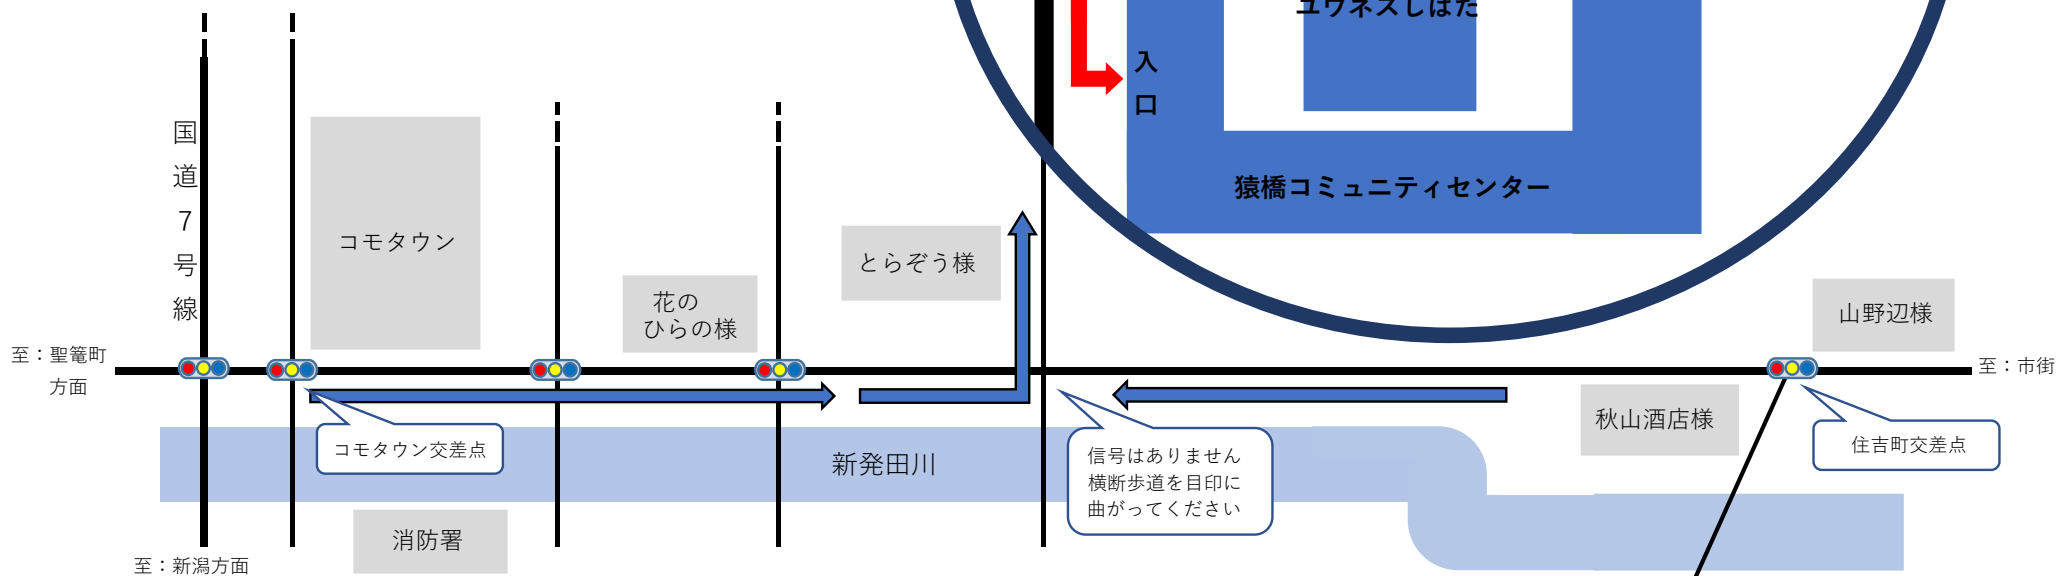 ユウネスしばた
入
口
猿橋コミュニティセンター
国
道
7
号
線
コモタウン
花の
ひらの様
とらぞう様
山野辺様
至：聖篭町
方面
至：市街
コモタウン交差点
新発田川
信号はありません
横断歩道を目印に
曲がってください
秋山酒店様
住吉町交差点
消防署
至：新潟方面